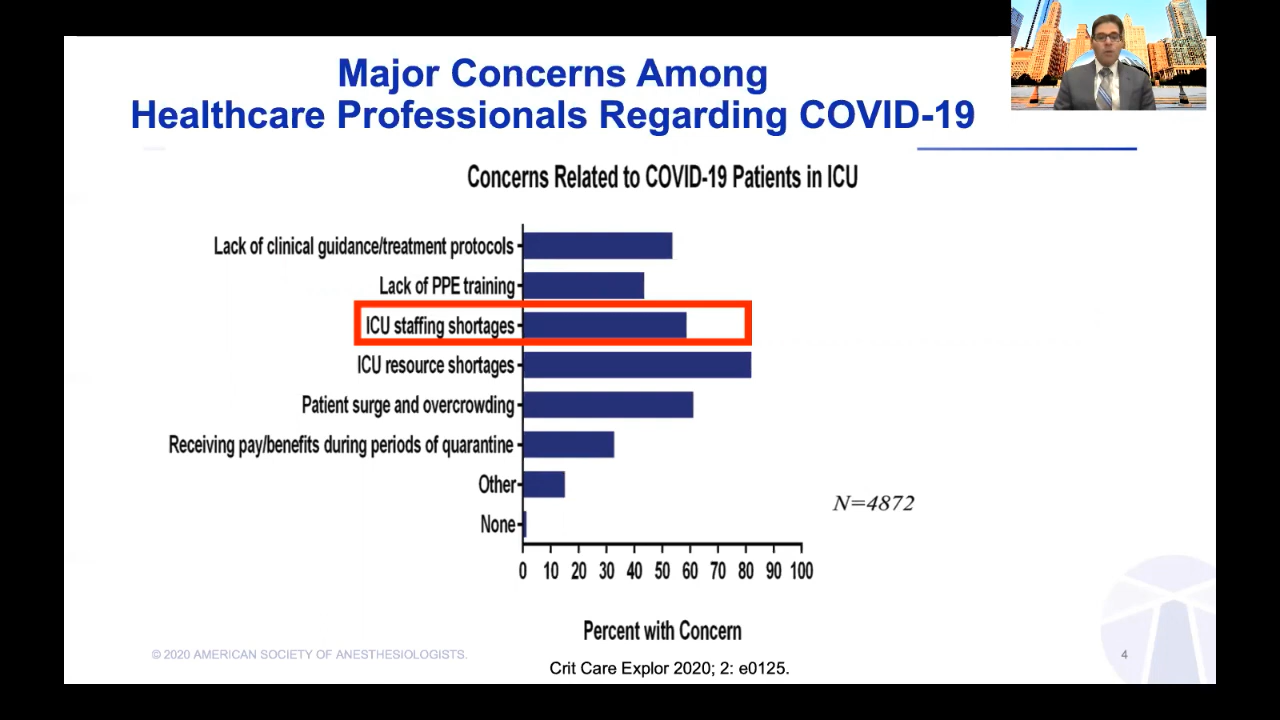 Major Concerns Among
Healthcare Professionals Regarding COVID-19
Concerns Related to COVID-19 Patients in ICU
Lack of clinical guidance/treatment protocols
Lack of PPE training
ICU staffing shortages
ICU resource shortages
Patient surge and overcrowding
Receiving pay/benefits during periods of quarantine
Other
None
N=4872
0 10 20 30 40 50 60 70 80 90 100
Percent with Concern
© 2020 AMERICAN SOCIETY OF ANESTHESIOLOGISTS.
4
Crit Care Explor 2020; 2: e0125.